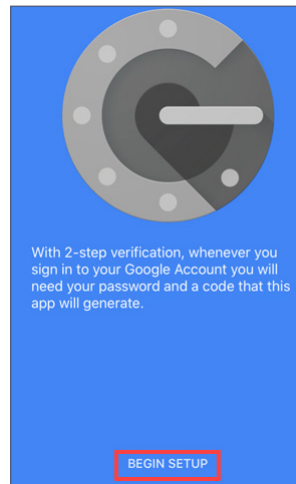 With 2-step verification, whenever you
sign in to your Google Account you will
need your password and a code that this
app will generate.
BEGIN SETUP